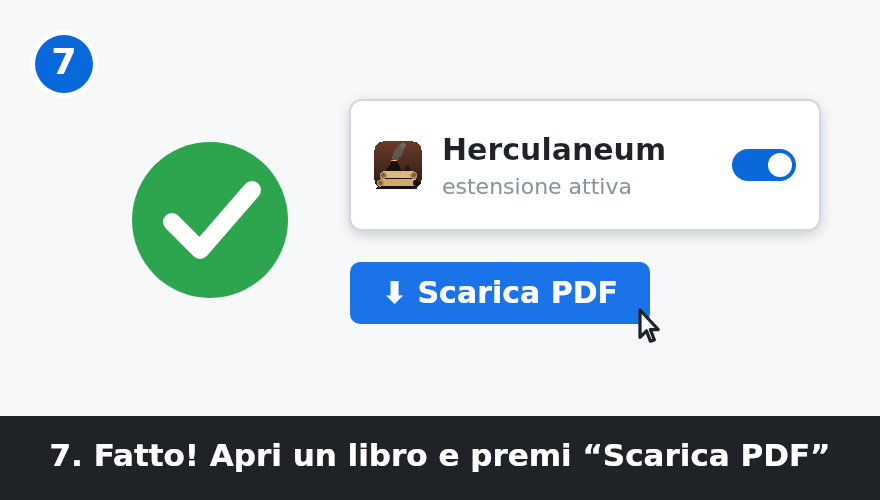 7
Herculaneum
estensione attiva
⬇ Scarica PDF
7. Fatto! Apri un libro e premi “Scarica PDF”